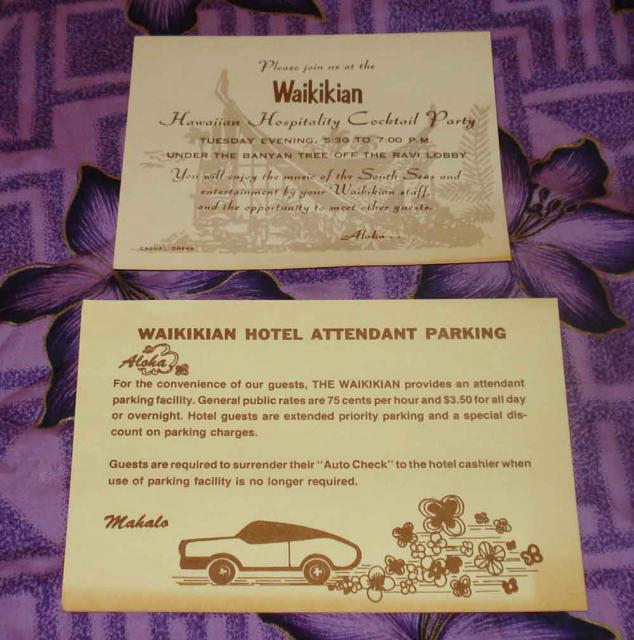 Please join us at the
Waikikian
Hawaiian Hospitality Cocktail Party
TUESDAY EVENING, 5:30 TO 7:00 P.M.
UNDER THE BANYAN TREE OFF THE RAVI LOBBY
You will enjoy the music of the South Seas and
entertainment by your Waikikian staff,
and the opportunity to meet other guests.
Aloha . .
CASUAL DRESS
WAIKIKIAN HOTEL ATTENDANT PARKING
Aloha
For the convenience of our guests, THE WAIKIKIAN provides an attendant
parking facility. General public rates are 75 cents per hour and $3.50 for all day
or overnight. Hotel guests are extended priority parking and a special dis-
count on parking charges.
Guests are required to surrender their "Auto Check" to the hotel cashier when
use of parking facility is no longer required.
Mahalo